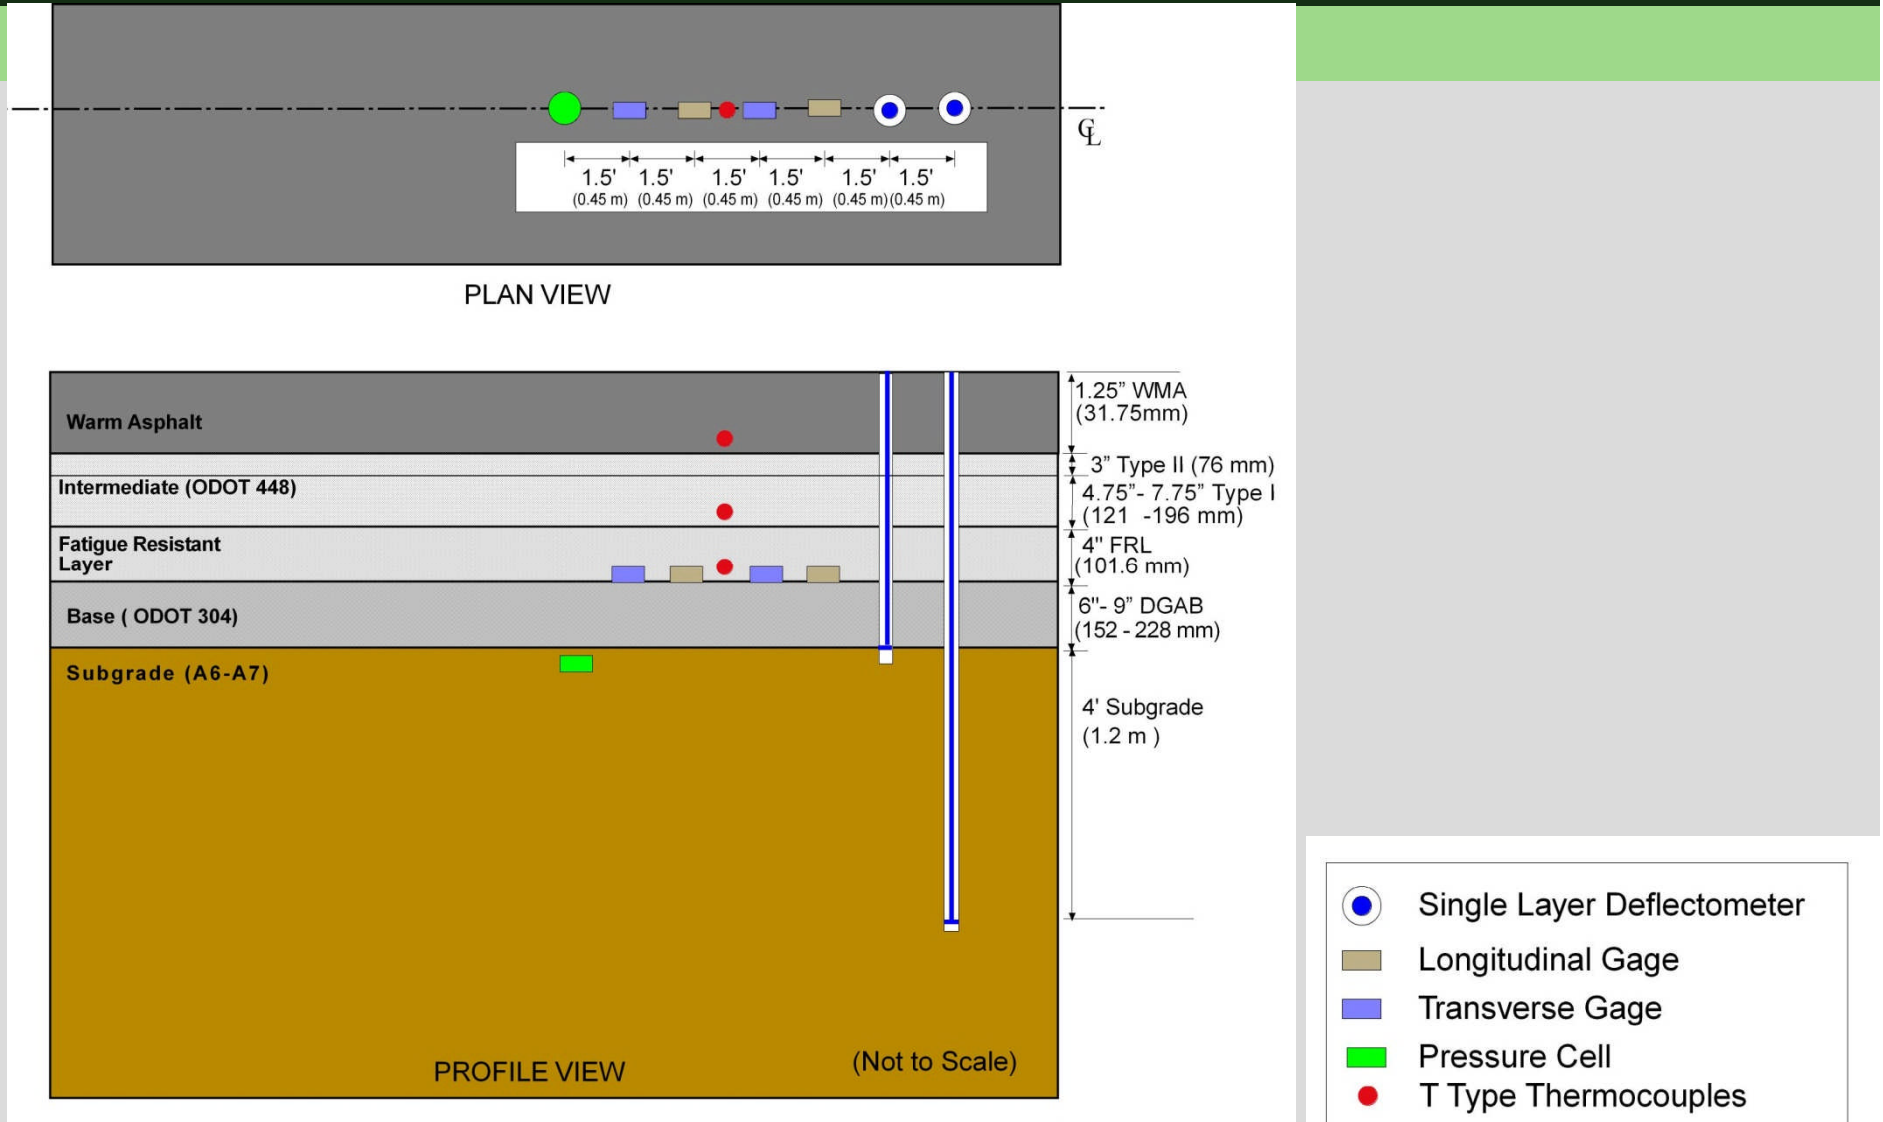 ℄
1.5' 1.5' 1.5' 1.5' 1.5' 1.5'
(0.45 m) (0.45 m) (0.45 m) (0.45 m) (0.45 m) (0.45 m)
PLAN VIEW
Warm Asphalt
1.25” WMA
(31.75mm)
3” Type II (76 mm)
Intermediate (ODOT 448)
4.75”- 7.75” Type I
(121 -196 mm)
Fatigue Resistant
Layer
4" FRL
(101.6 mm)
Base ( ODOT 304)
6"- 9” DGAB
(152 - 228 mm)
Subgrade (A6-A7)
4' Subgrade
(1.2 m )
PROFILE VIEW
(Not to Scale)
Single Layer Deflectometer
Longitudinal Gage
Transverse Gage
Pressure Cell
T Type Thermocouples